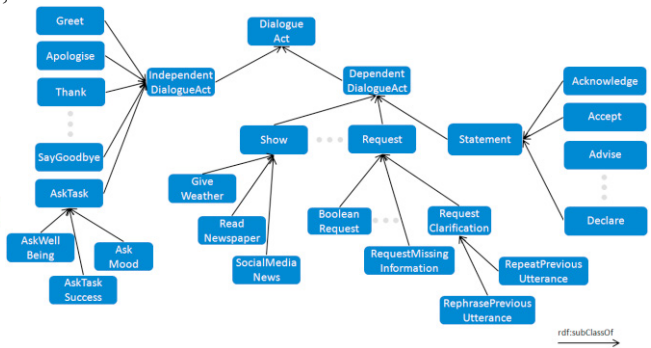 Greet
Dialogue
Act
Apologise
Independent
DialogueAct
Dependent
DialogueAct
Acknowledge
Thank
Accept
Show
Request
Statement
SayGoodbye
Advise
Give
Weather
AskTask
Boolean
Request
Request
Clarification
Declare
Read
Newspaper
AskWell
Being
Ask
Mood
RequestMissing
Information
SocialMedia
News
RepeatPrevious
Utterance
AskTask
Success
RephrasePrevious
Utterance
rdf:subClassOf